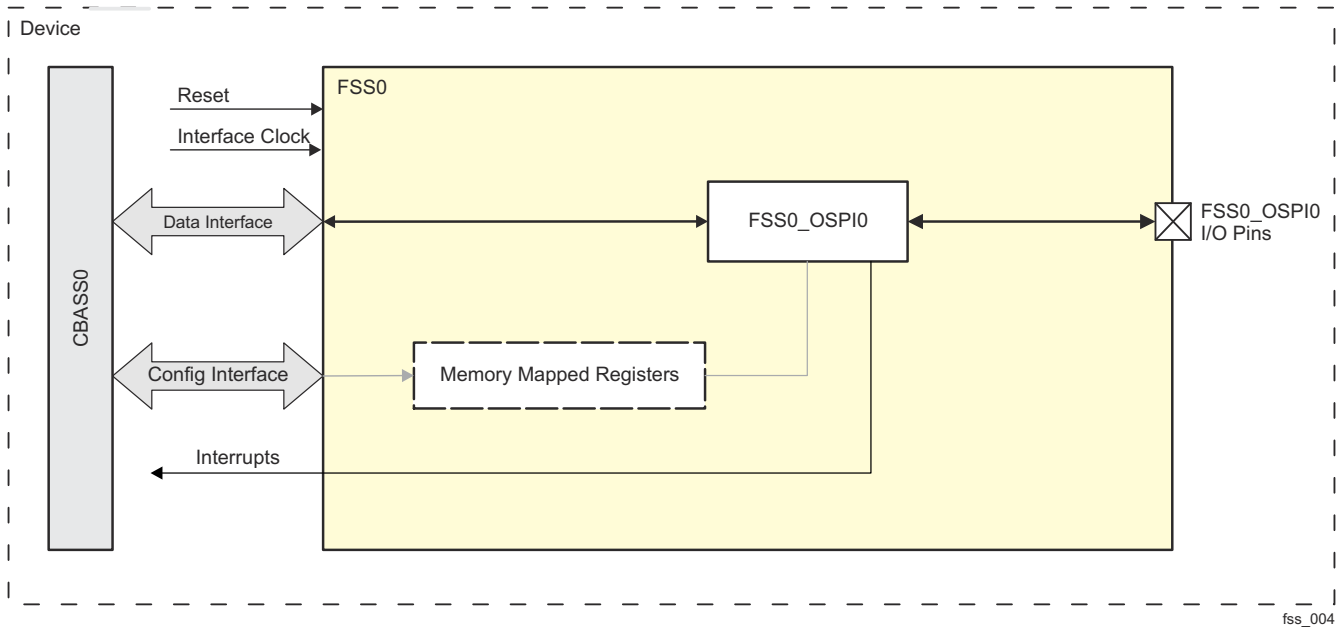 Device
FSS0
Reset
Interface Clock
Data Interface
FSS0_OSPI0
FSS0_OSPI0
I/O Pins
CBASS0
Config Interface
Memory Mapped Registers
Interrupts
fss_004